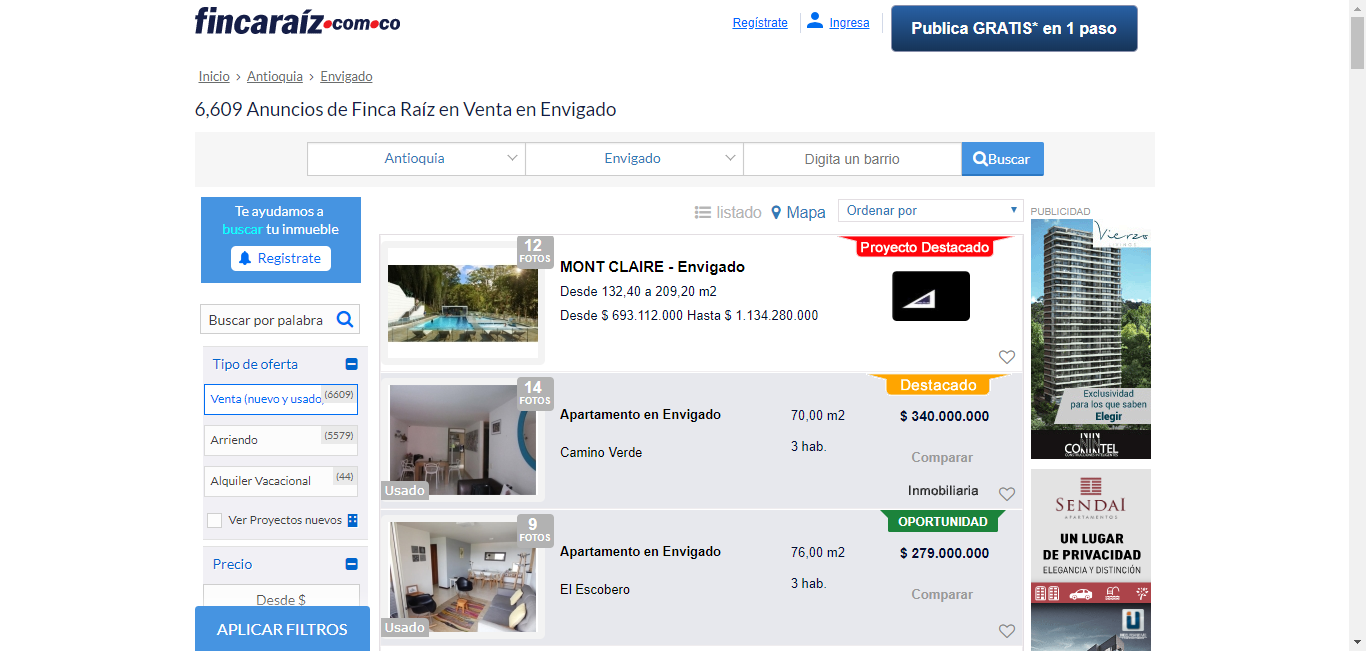 fincaraíz.com.co
Regístrate
Ingresa
Publica GRATIS* en 1 paso
Inicio › Antioquia › Envigado
6,609 Anuncios de Finca Raíz en Venta en Envigado
Antioquia
Envigado
Digita un barrio
Buscar
Te ayudamos a
buscar tu inmueble
Registrate
Buscar por palabra
Tipo de oferta
Venta (nuevo y usado)
(6609)
Arriendo
(5579)
Alquiler Vacacional
(44)
Ver Proyectos nuevos
Precio
Desde $
APLICAR FILTROS
listado
Mapa
Ordenar por
12
FOTOS
MONT CLAIRE - Envigado
Desde 132,40 a 209,20 m2
Desde $ 693.112.000 Hasta $ 1.134.280.000
Proyecto Destacado
14
FOTOS
Usado
Apartamento en Envigado
Camino Verde
70,00 m2
3 hab.
Destacado
$ 340.000.000
Comparar
Inmobiliaria
9
FOTOS
Usado
Apartamento en Envigado
El Escobero
76,00 m2
3 hab.
OPORTUNIDAD
$ 279.000.000
Comparar
PUBLICIDAD
Vierzo
Exclusividad
para los que saben
Elegir
CONINTEL
CONSTRUCCIONES INTELIGENTES
SENDAI
APARTAMENTOS
UN LUGAR
DE PRIVACIDAD
ELEGANCIA Y DISTINCIÓN